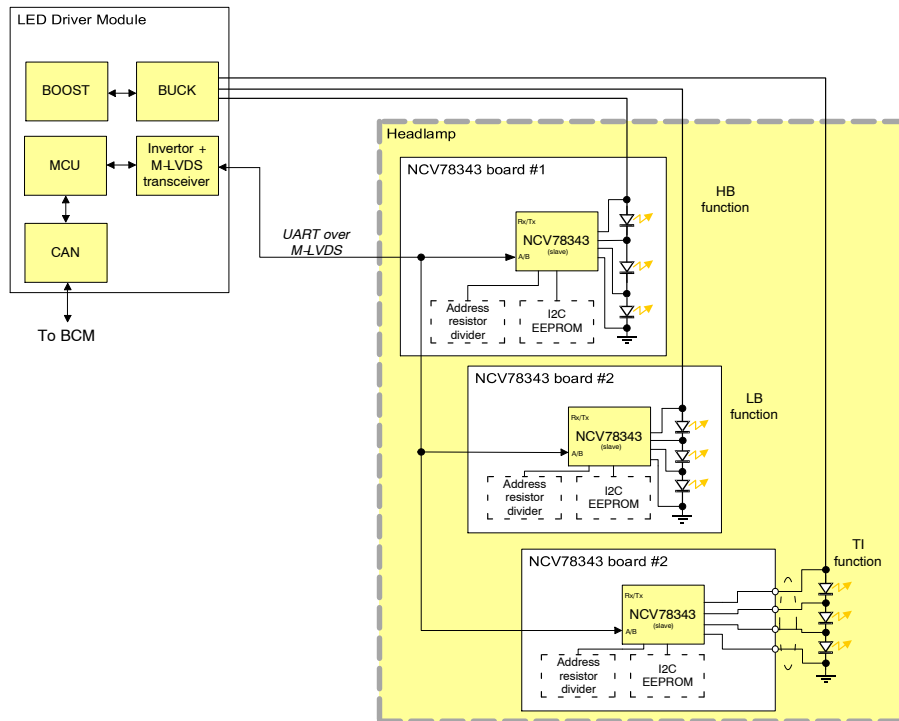 LED Driver Module
BOOST
BUCK
MCU
Invertor +
M-LVDS
transceiver
CAN
To BCM
UART over
M-LVDS
Headlamp
NCV78343 board #1
HB
function
Rx/Tx
NCV78343
(slave)
A/B
Address
resistor
divider
I2C
EEPROM
NCV78343 board #2
LB
function
Rx/Tx
NCV78343
(slave)
A/B
Address
resistor
divider
I2C
EEPROM
NCV78343 board #2
TI
function
Rx/Tx
NCV78343
(slave)
A/B
Address
resistor
divider
I2C
EEPROM